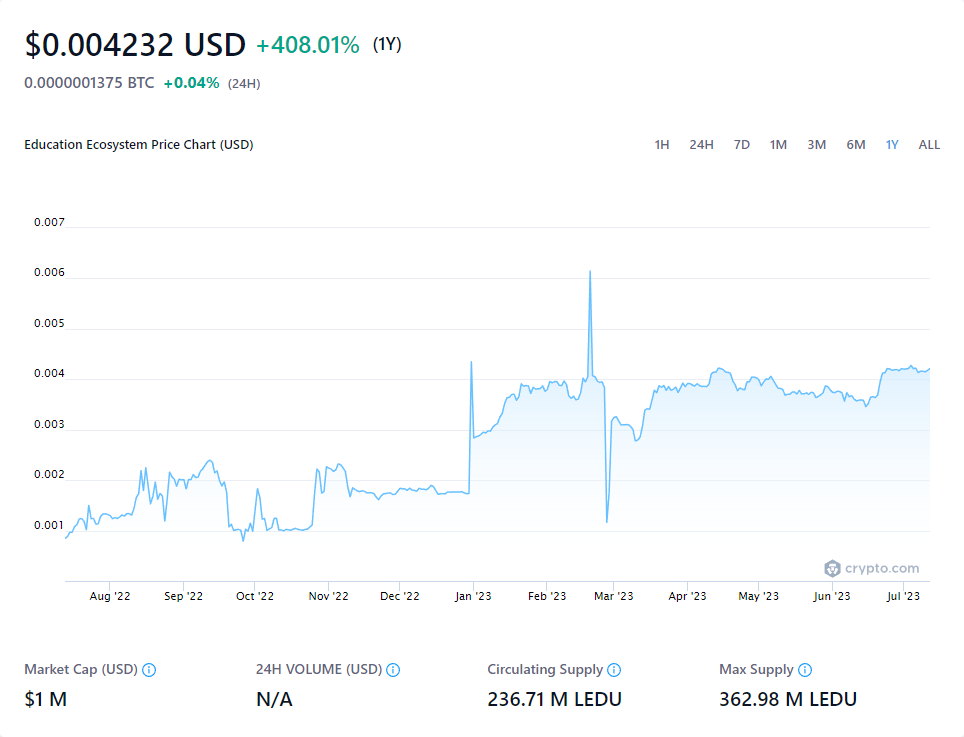 $0.004232 USD +408.01% (1Y)
0.0000001375 BTC +0.04% (24H)
Education Ecosystem Price Chart (USD)
1H 24H 7D 1M 3M 6M 1Y ALL
0.007
0.006
0.005
0.004
0.003
0.002
0.001
crypto.com
Aug '22 Sep '22 Oct '22 Nov '22 Dec '22 Jan '23 Feb '23 Mar '23 Apr '23 May '23 Jun '23 Jul '23
Market Cap (USD) 24H VOLUME (USD) Circulating Supply Max Supply
$1 M N/A 236.71 M LEDU 362.98 M LEDU